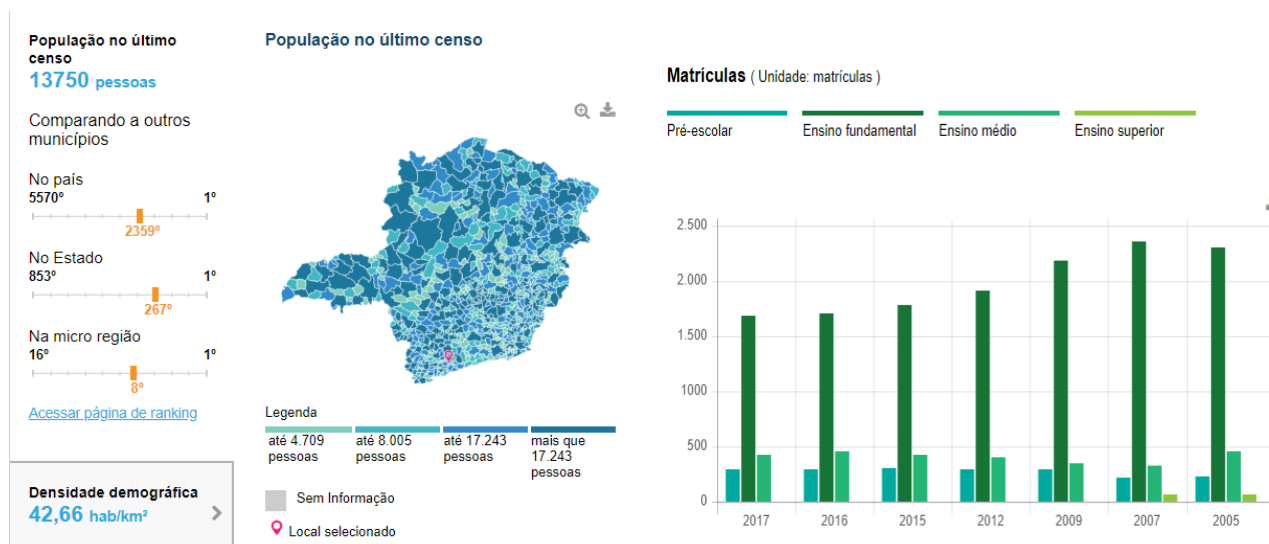 População no último
censo
13750 pessoas
Comparando a outros
municípios
No país
5570º 1º
2359º
No Estado
853º 1º
267º
Na micro região
16º 1º
8º
Acessar página de ranking
Densidade demográfica
42,66 hab/km²
População no último censo
Legenda
até 4.709
pessoas
até 8.005
pessoas
até 17.243
pessoas
mais que
17.243
pessoas
Sem Informação
Local selecionado
Matrículas ( Unidade: matrículas )
Pré-escolar Ensino fundamental Ensino médio Ensino superior
2.500
2.000
1.500
1000
500
0
2017 2016 2015 2012 2009 2007 2005